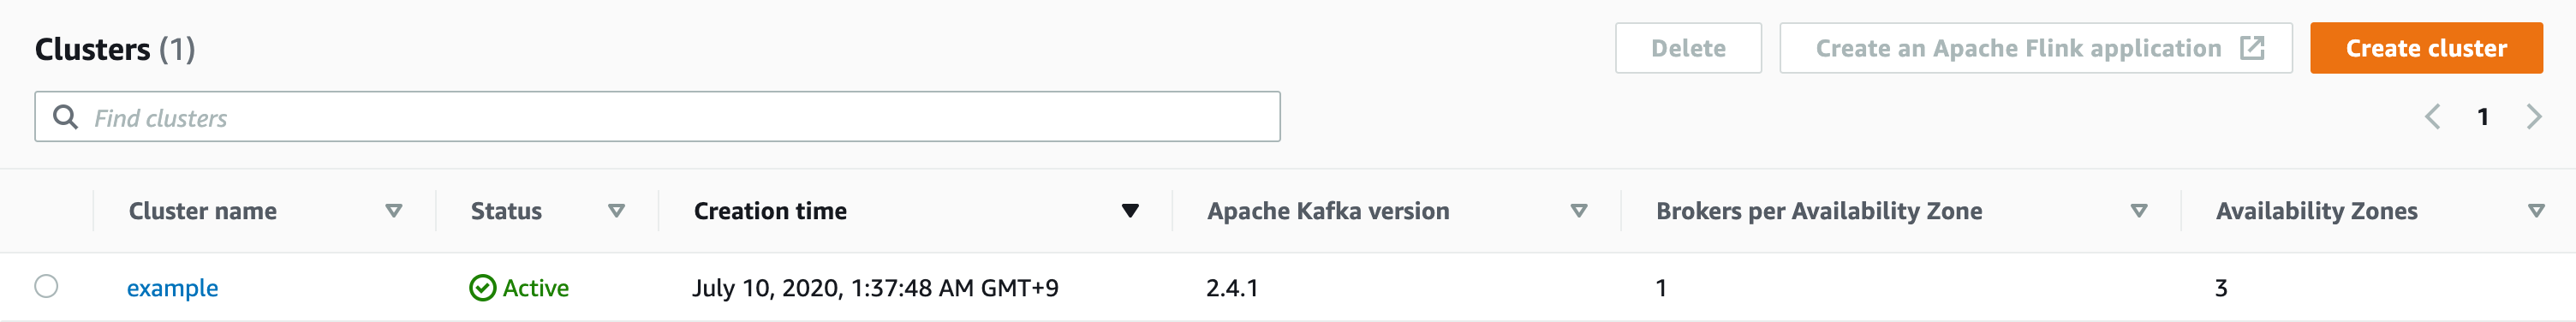 Clusters (1)
Delete
Create an Apache Flink application
Create cluster
Find clusters
1
Cluster name
Status
Creation time
Apache Kafka version
Brokers per Availability Zone
Availability Zones
example
Active
July 10, 2020, 1:37:48 AM GMT+9
2.4.1
1
3